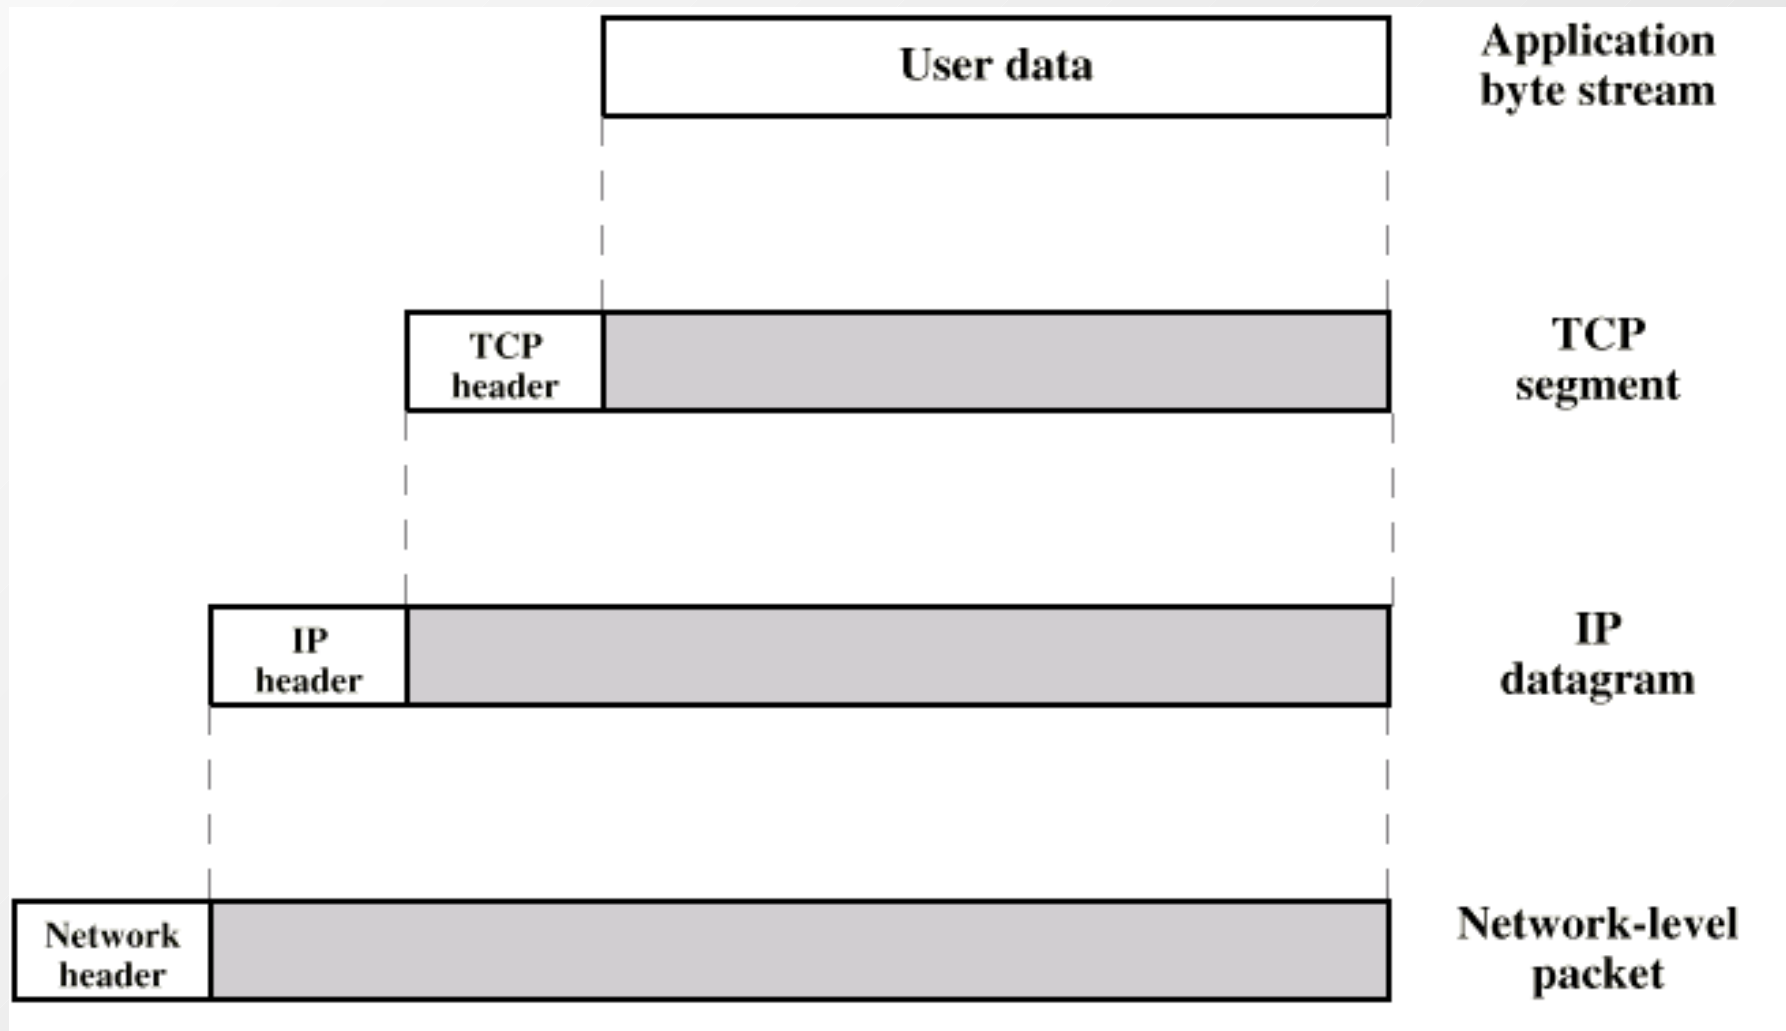 User data
Application
byte stream
TCP
header
TCP
segment
IP
header
IP
datagram
Network
header
Network-level
packet